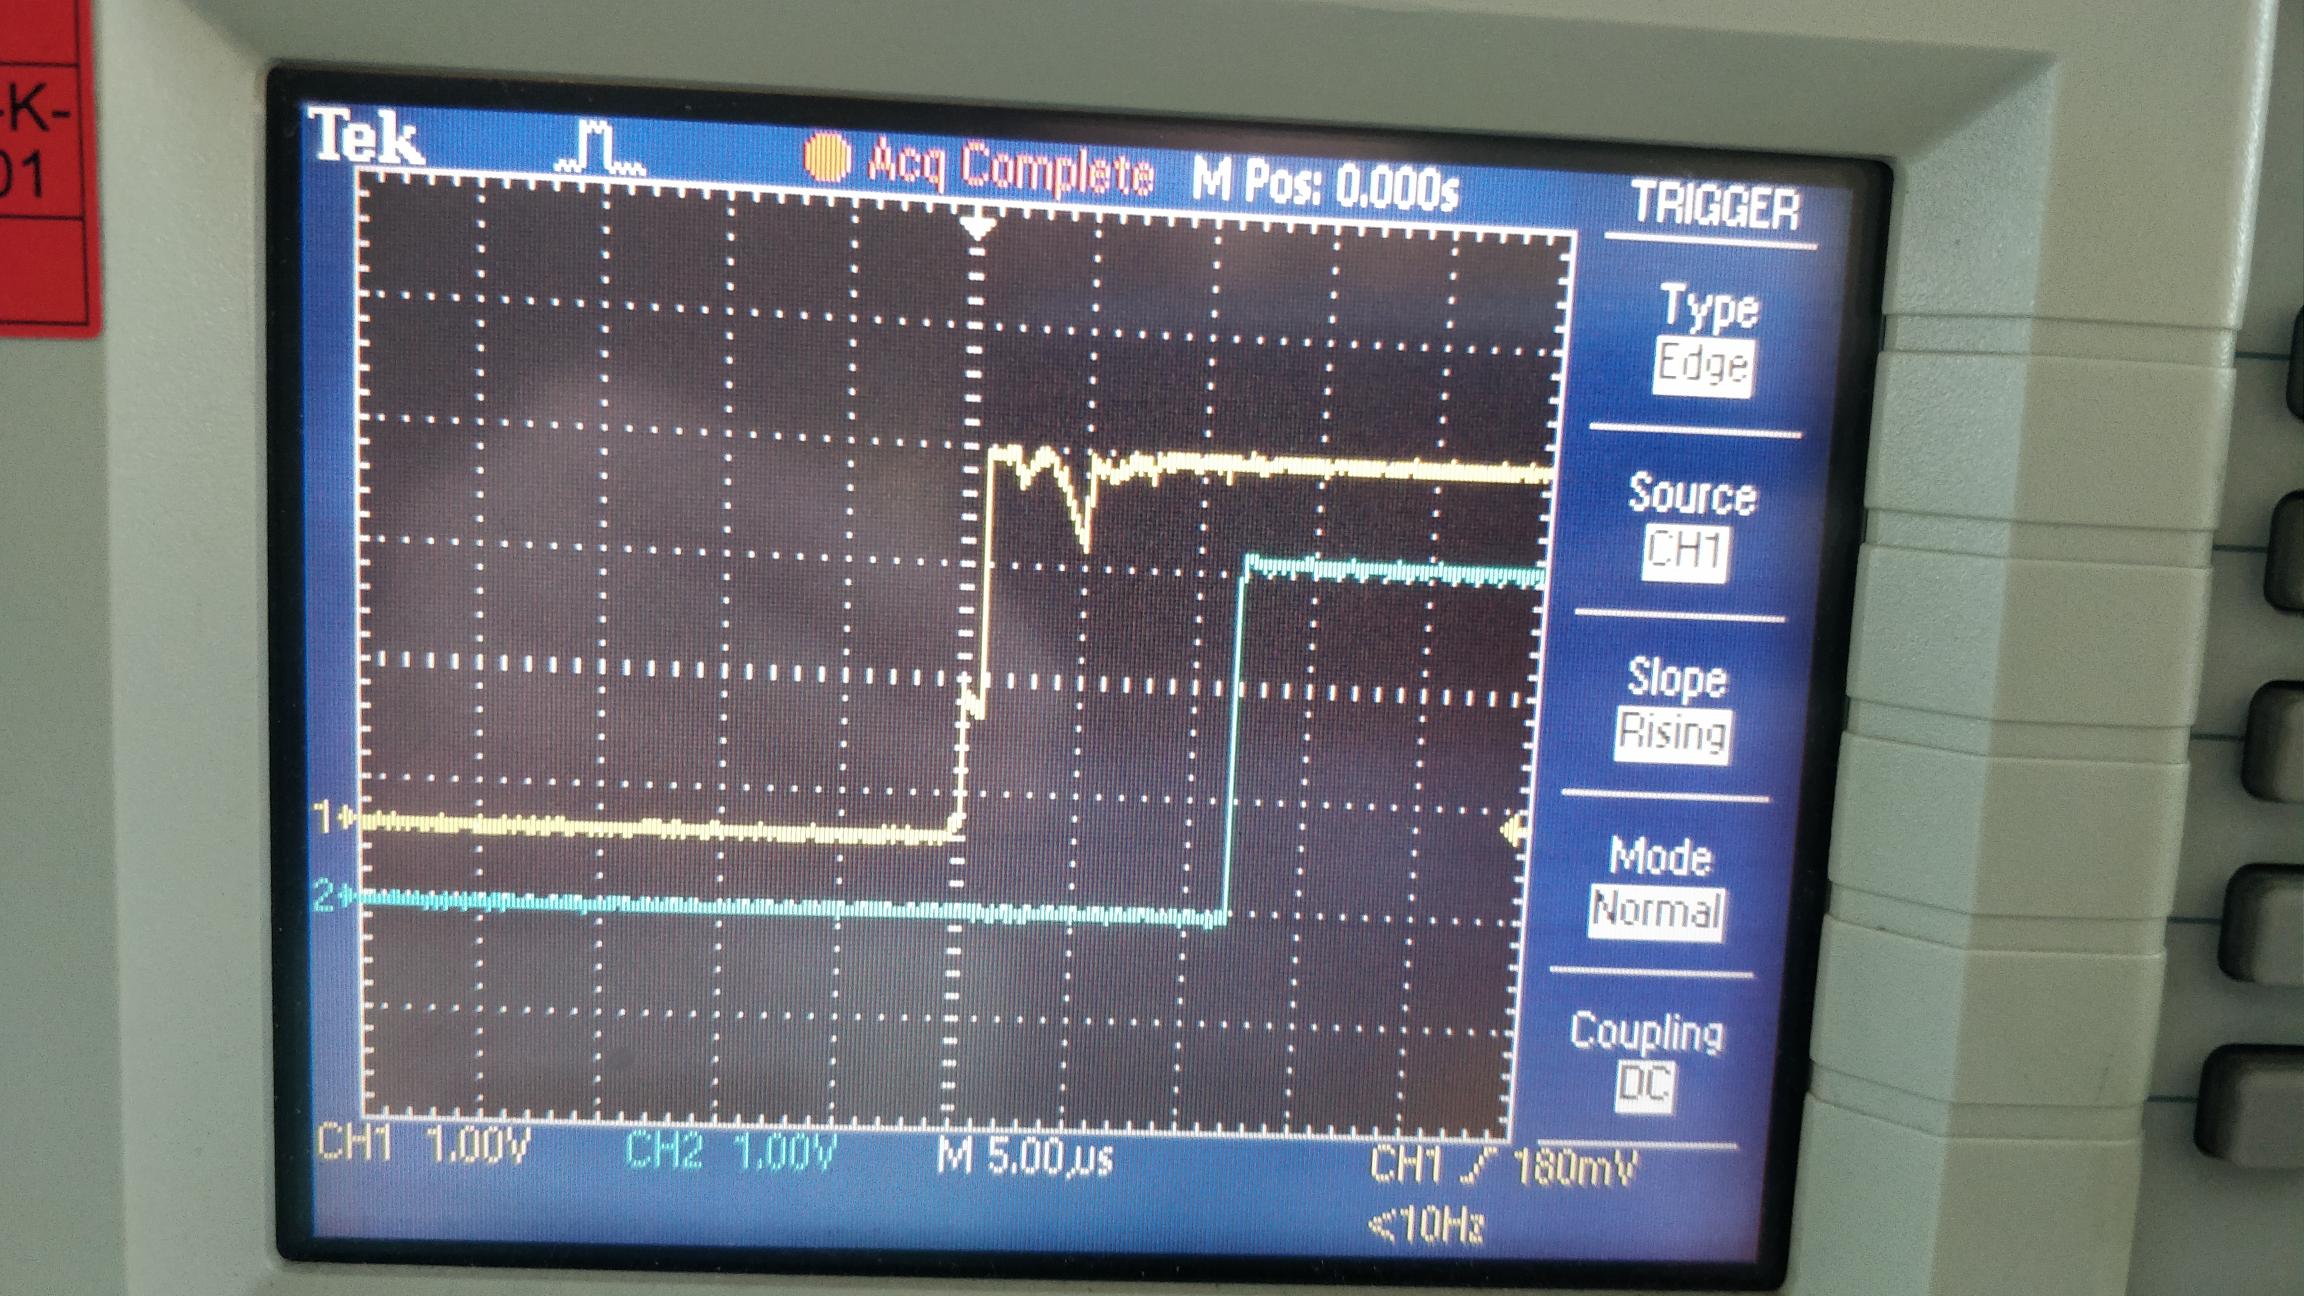 -K-
01
Tek Acq Complete M Pos: 0.000s
TRIGGER
Type
Edge
Source
CH1
Slope
Rising
Mode
Normal
Coupling
DC
1
2
CH1 1.00V CH2 1.00V M 5.00µs CH1 180mV
<10Hz